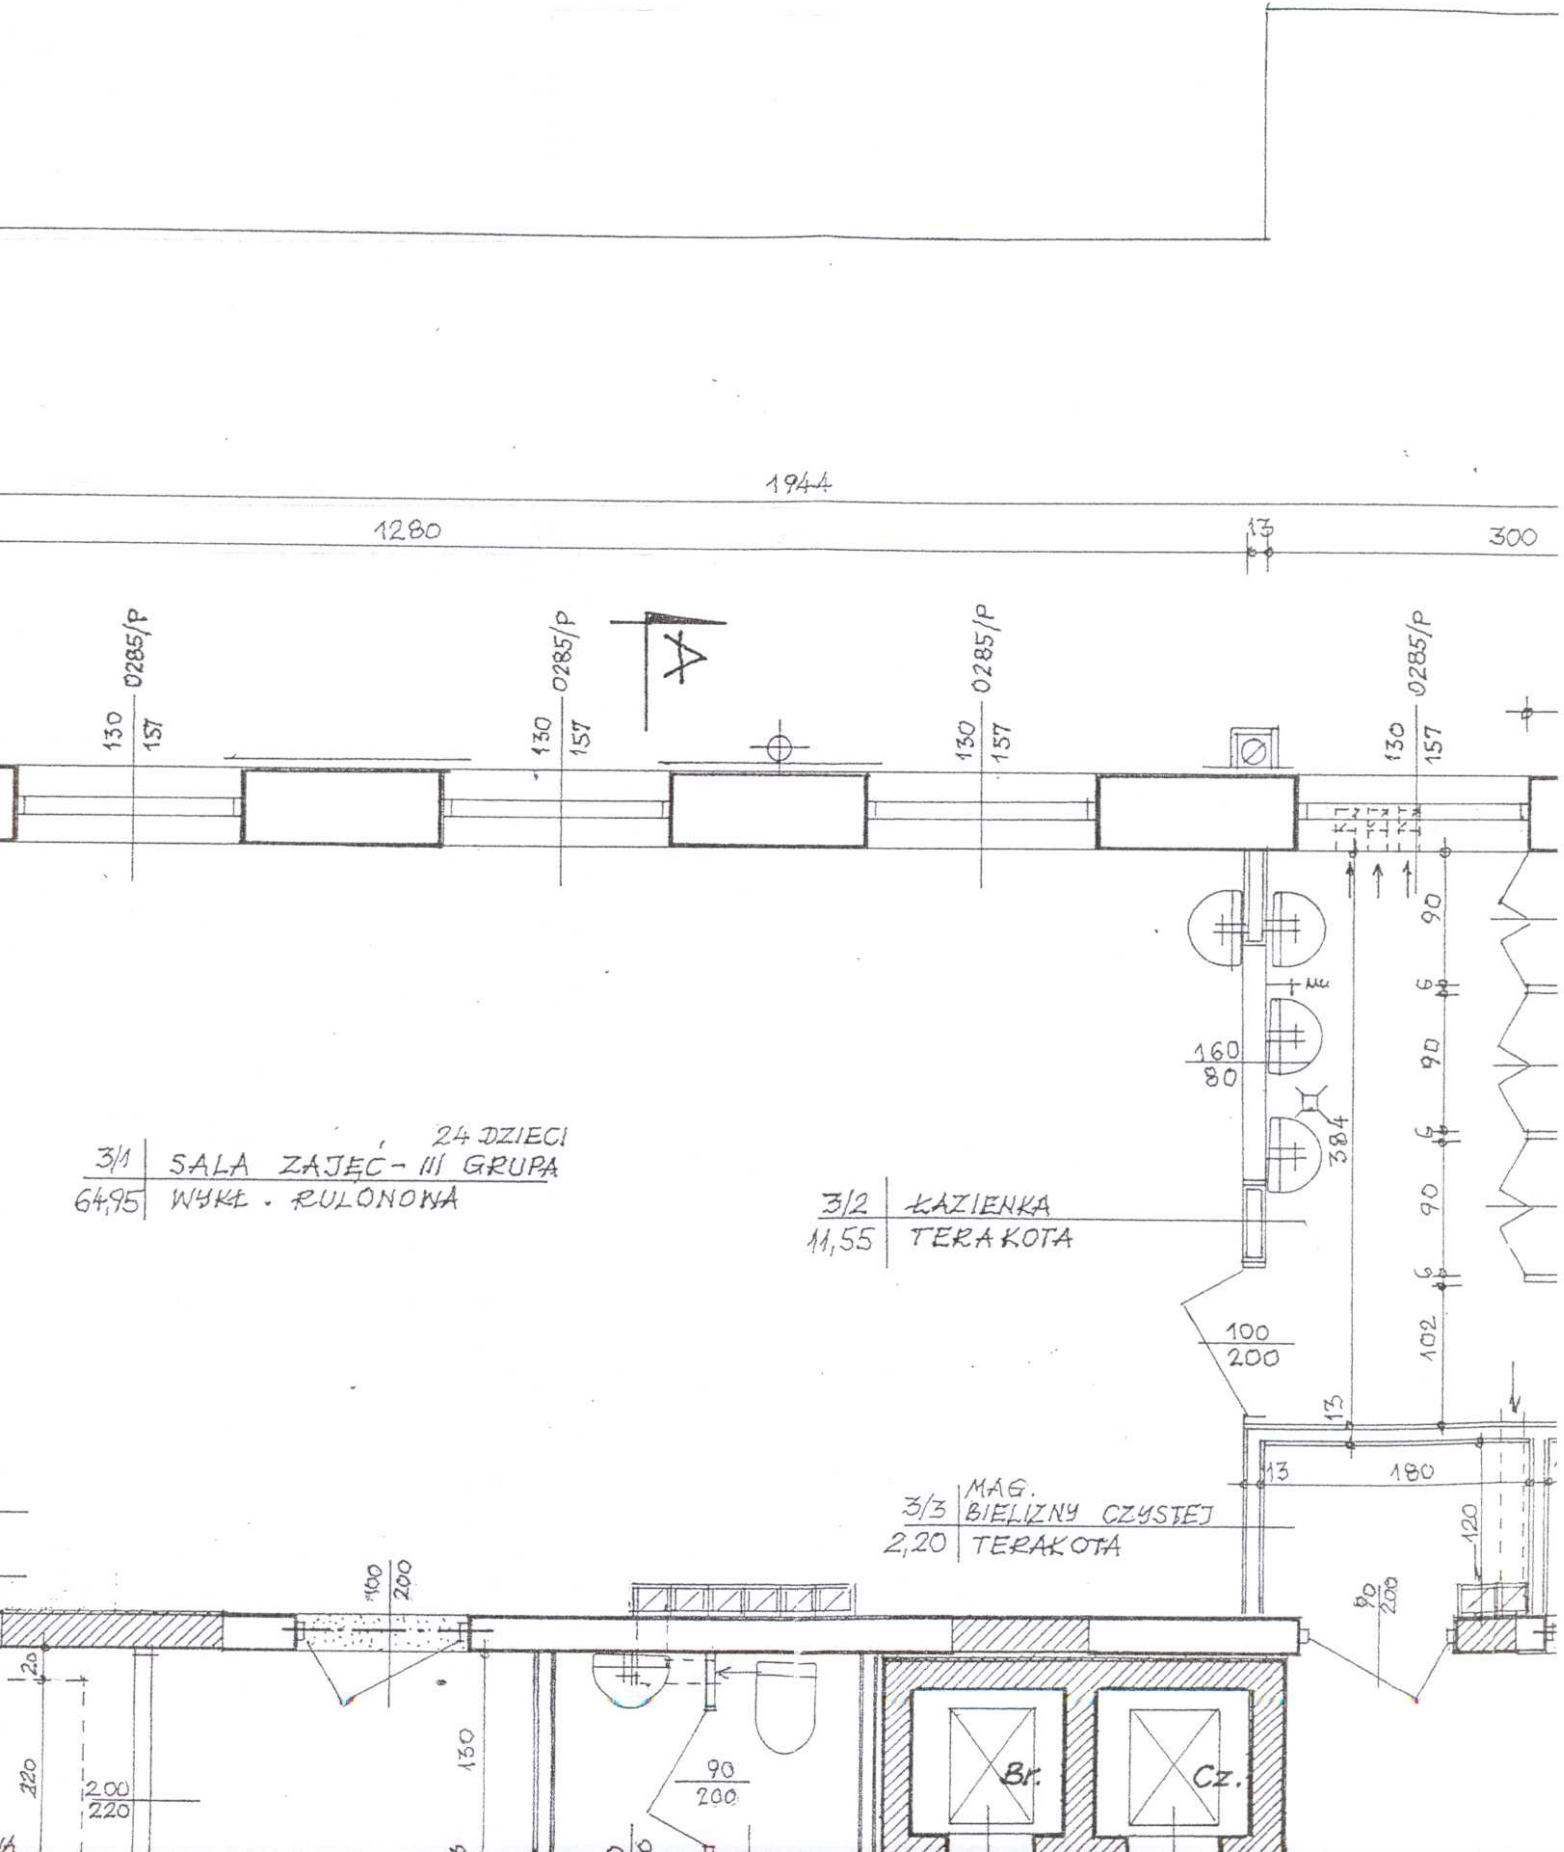 1944
1280
13
300
0285/P
130
157
0285/P
130
157
A
0285/P
130
157
0285/P
130
157
90
6
90
6
90
6
102
160
80
384
24 DZIECI
3/1 SALA ZAJĘĆ - III GRUPA
64,95 WYKŁ. RULONOWA
3/2 ŁAZIENKA
11,55 TERAKOTA
100
200
13
13
180
MAG.
3/3 BIELIZNY CZYSTEJ
2,20 TERAKOTA
120
100
200
90
200
20
320
130
200
220
90
200
Br.
Cz.